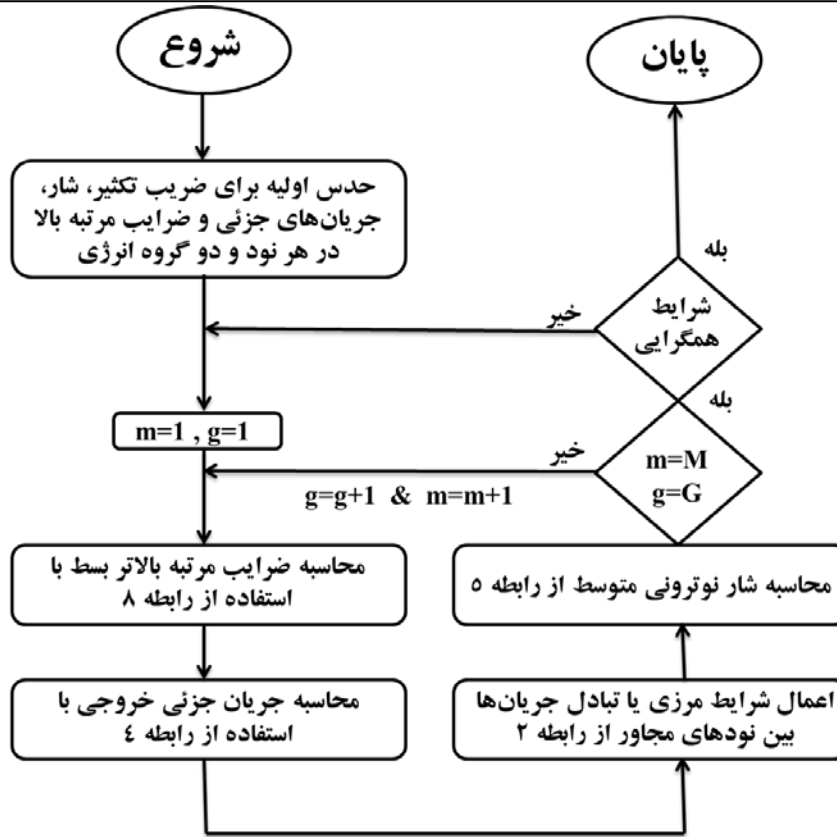 شروع
حدس اولیه برای ضریب تکثیر، شار،
جریان‌های جزئی و ضرایب مرتبه بالا
در هر نود و دو گروه انرژی
m=1 , g=1
محاسبه ضرایب مرتبه بالاتر بسط با
استفاده از رابطه ۸
محاسبه جریان جزئی خروجی با
استفاده از رابطه ٤
اعمال شرایط مرزی یا تبادل جریان‌ها
بین نودهای مجاور از رابطه ۲
محاسبه شار نوترونی متوسط از رابطه ٥
m=M
g=G
خیر
g=g+1 & m=m+1
بله
شرایط
همگرایی
خیر
بله
پایان